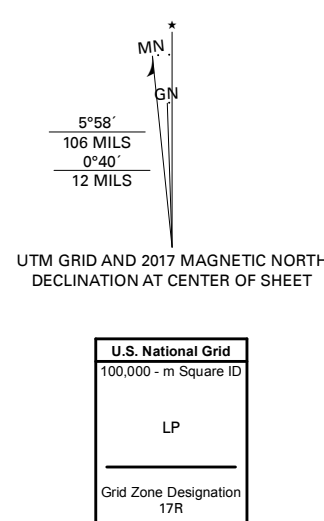 MN
GN
5°58´
106 MILS
0°40´
12 MILS
UTM GRID AND 2017 MAGNETIC NORTH
DECLINATION AT CENTER OF SHEET
U.S. National Grid
100,000 - m Square ID
LP
Grid Zone Designation
17R